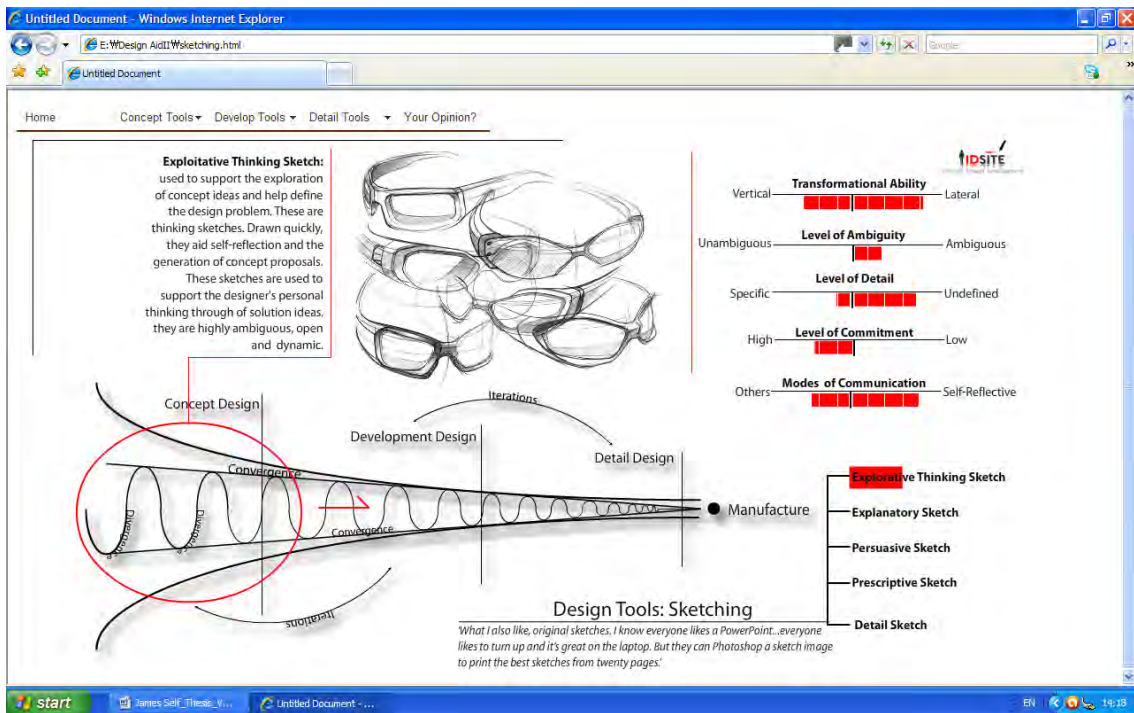 Untitled Document - Windows Internet Explorer
E:₩Design AidII₩sketching.html
Google
Untitled Document
Home Concept Tools Develop Tools Detail Tools Your Opinion?
IDSITE
Exploitative Thinking Sketch:
used to support the exploration
of concept ideas and help define
the design problem. These are
thinking sketches. Drawn quickly,
they aid self-reflection and the
generation of concept proposals.
These sketches are used to
support the designer's personal
thinking through of solution ideas.
they are highly ambiguous, open
and dynamic.
Transformational Ability
Vertical Lateral
Level of Ambiguity
Unambiguous Ambiguous
Level of Detail
Specific Undefined
Level of Commitment
High Low
Modes of Communication
Others Self-Reflective
Concept Design
Iterations
Development Design
Detail Design
Convergence
Divergence
Divergence
Convergence
Manufacture
Iterations
Explorative Thinking Sketch
Explanatory Sketch
Persuasive Sketch
Prescriptive Sketch
Detail Sketch
Design Tools: Sketching
'What I also like, original sketches, I know everyone likes a PowerPoint...everyone
likes to turn up and it's great on the laptop. But they can Photoshop a sketch image
to print the best sketches from twenty pages.'
start James Self_Thesis_V... Untitled Document - ... EN 14:18